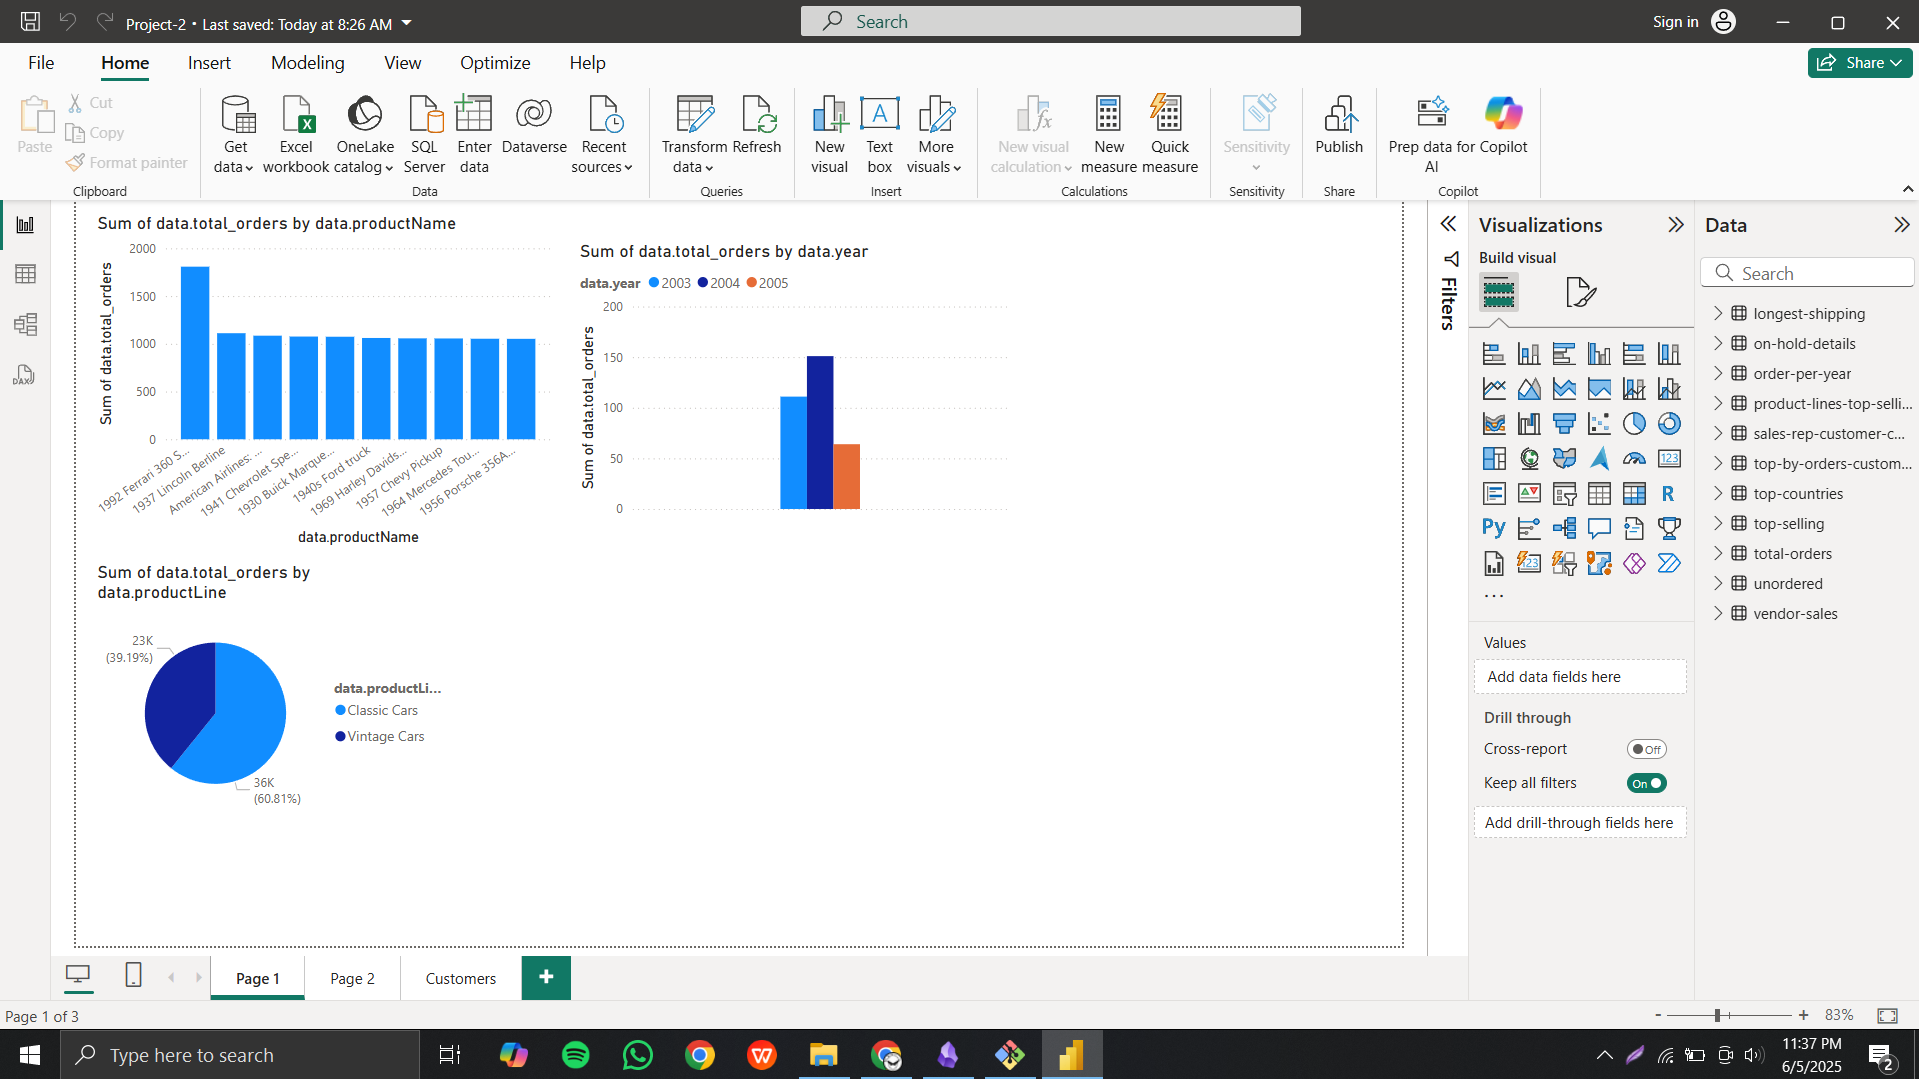 Project-2 • Last saved: Today at 8:26 AM
Search
Sign in
File
Home
Insert
Modeling
View
Optimize
Help
Share
Paste
Cut
Copy
Format painter
Clipboard
Get data
Excel workbook
OneLake catalog
SQL Server
Enter data
Dataverse
Recent sources
Data
Transform data
Refresh
Queries
New visual
A
Text box
More visuals
Insert
New visual calculation
New measure
Quick measure
Calculations
Sensitivity
Sensitivity
Publish
Share
Prep data for AI
Copilot
Copilot
Sum of data.total_orders by data.productName
Sum of data.total_orders
2000
1500
1000
500
0
1992 Ferrari 360 S...
1937 Lincoln Berline
American Airlines: ...
1941 Chevrolet Spe...
1930 Buick Marque...
1940s Ford truck
1969 Harley Davids...
1957 Chevy Pickup
1964 Mercedes Tou...
1956 Porsche 356A...
data.productName
Sum of data.total_orders by data.year
data.year 2003 2004 2005
Sum of data.total_orders
200
150
100
50
0
Sum of data.total_orders by
data.productLine
23K
(39.19%)
36K
(60.81%)
data.productLi...
Classic Cars
Vintage Cars
Filters
Visualizations
Build visual
123
R
Py
123
...
Values
Add data fields here
Drill through
Cross-report
Off
Keep all filters
On
Add drill-through fields here
Data
Search
longest-shipping
on-hold-details
order-per-year
product-lines-top-selli...
sales-rep-customer-c...
top-by-orders-custom...
top-countries
top-selling
total-orders
unordered
vendor-sales
DAX
Page 1
Page 2
Customers
+
Page 1 of 3
- + 83%
Type here to search
11:37 PM
6/5/2025
2